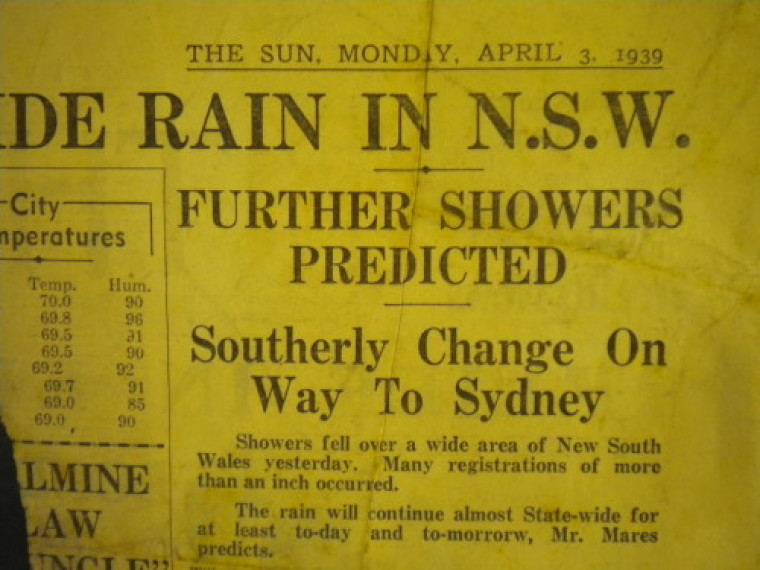 THE SUN, MONDAY, APRIL 3, 1939
IDE RAIN IN N.S.W.
City
mperatures
Temp. Hum.
70.0 90
69.8 96
69.5 91
69.5 90
69.2 92
69.7 91
69.0 85
69.0 90
LMINE
LAW
UNGLE"
FURTHER SHOWERS
PREDICTED
Southerly Change On
Way To Sydney
Showers fell over a wide area of New South
Wales yesterday. Many registrations of more
than an inch occurred.
The rain will continue almost State-wide for
at least to-day and to-morrorw, Mr. Mares
predicts.